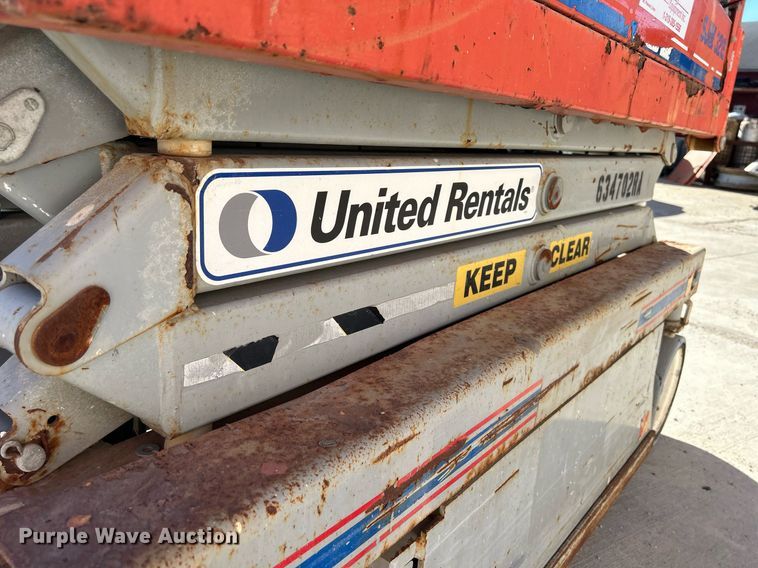 United Rentals
634702RA
KEEP CLEAR
Purple Wave Auction